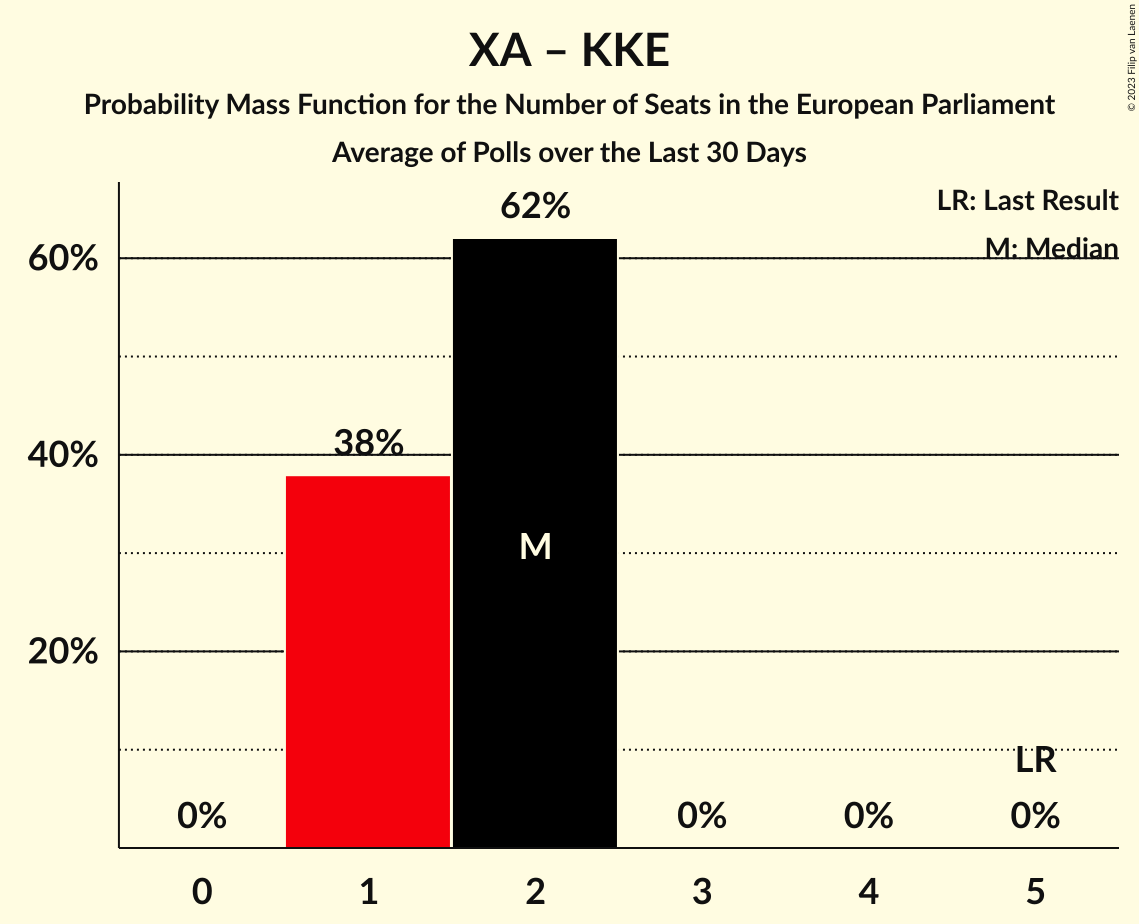 XA – KKE
Probability Mass Function for the Number of Seats in the European Parliament
Average of Polls over the Last 30 Days
© 2023 Filip van Laenen
LR: Last Result
M: Median
60%
40%
20%
62%
38%
M
LR
0%
0%
0%
0%
0 1 2 3 4 5